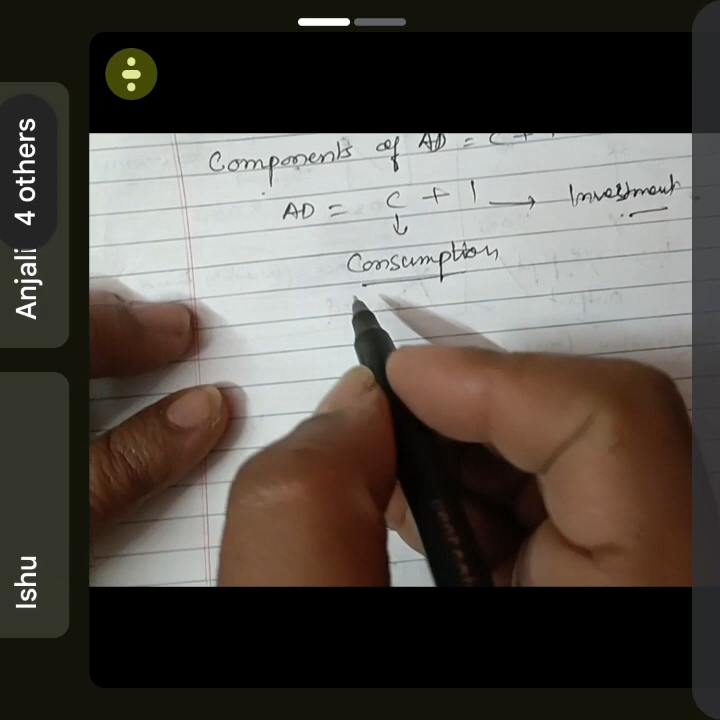 Components of AD = C +
AD = C + I → Investment
↓
Consumption
Anjali 4 others
Ishu